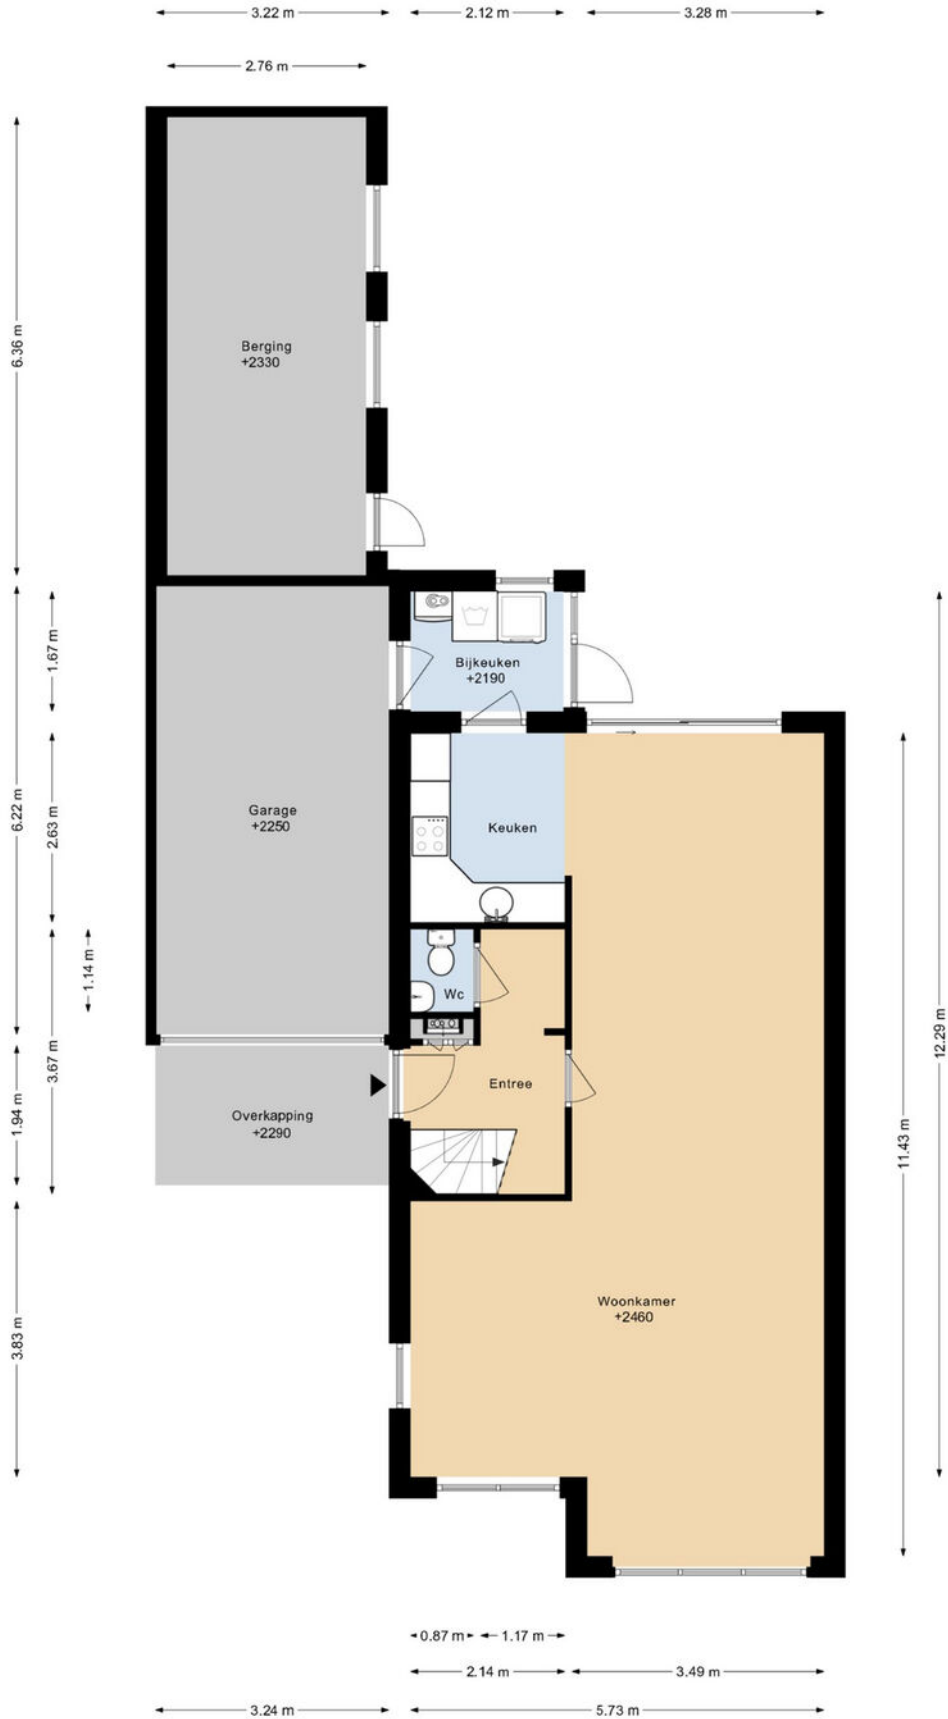 3.22 m
2.12 m
3.28 m
2.76 m
6.36 m
Berging
+2330
1.67 m
Bijkeuken
+2190
6.22 m
2.63 m
Garage
+2250
Keuken
1.14 m
Wc
12.29 m
3.67 m
Entree
1.94 m
Overkapping
+2290
11.43 m
Woonkamer
+2460
3.83 m
0.87 m
1.17 m
2.14 m
3.49 m
3.24 m
5.73 m